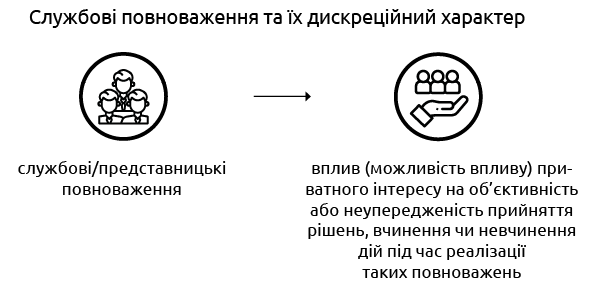 Службові повноваження та їх дискреційний характер
службові/представницькі
повноваження
вплив (можливість впливу) при-
ватного інтересу на об’єктивність
або неупередженість прийняття
рішень, вчинення чи невчинення
дій під час реалізації
таких повноважень